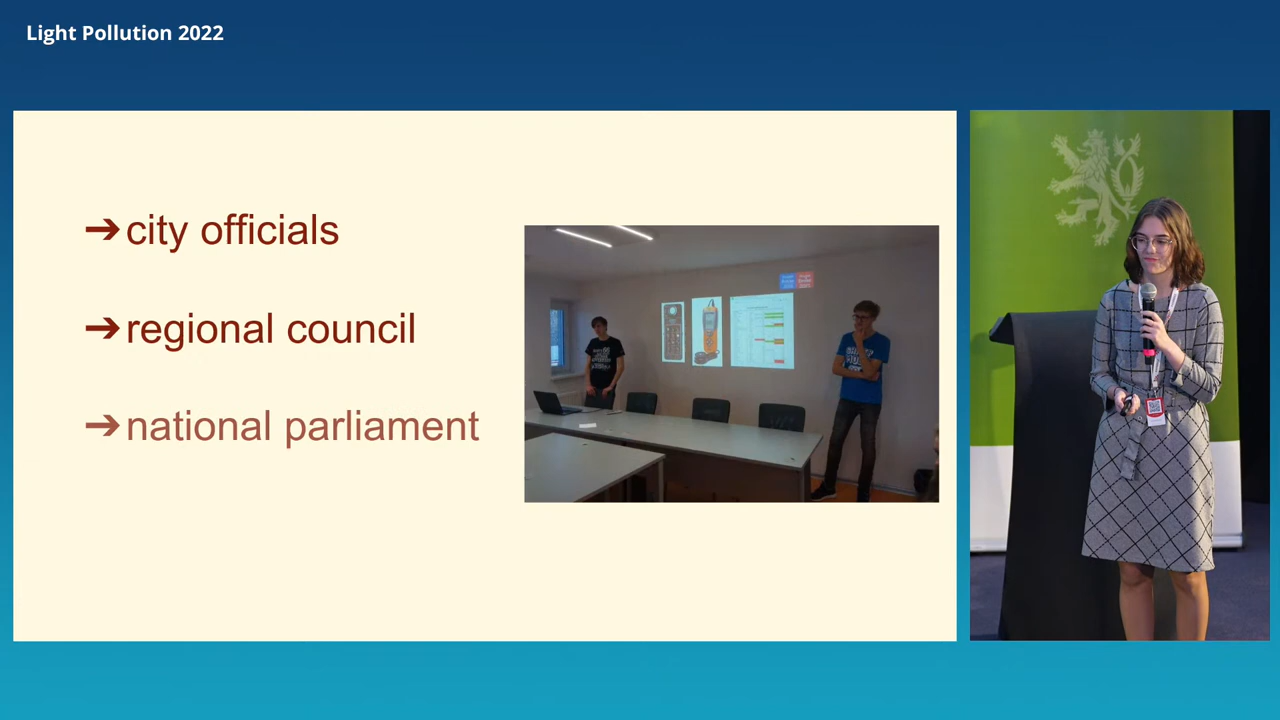 Light Pollution 2022
➔ city officials
➔ regional council
➔ national parliament